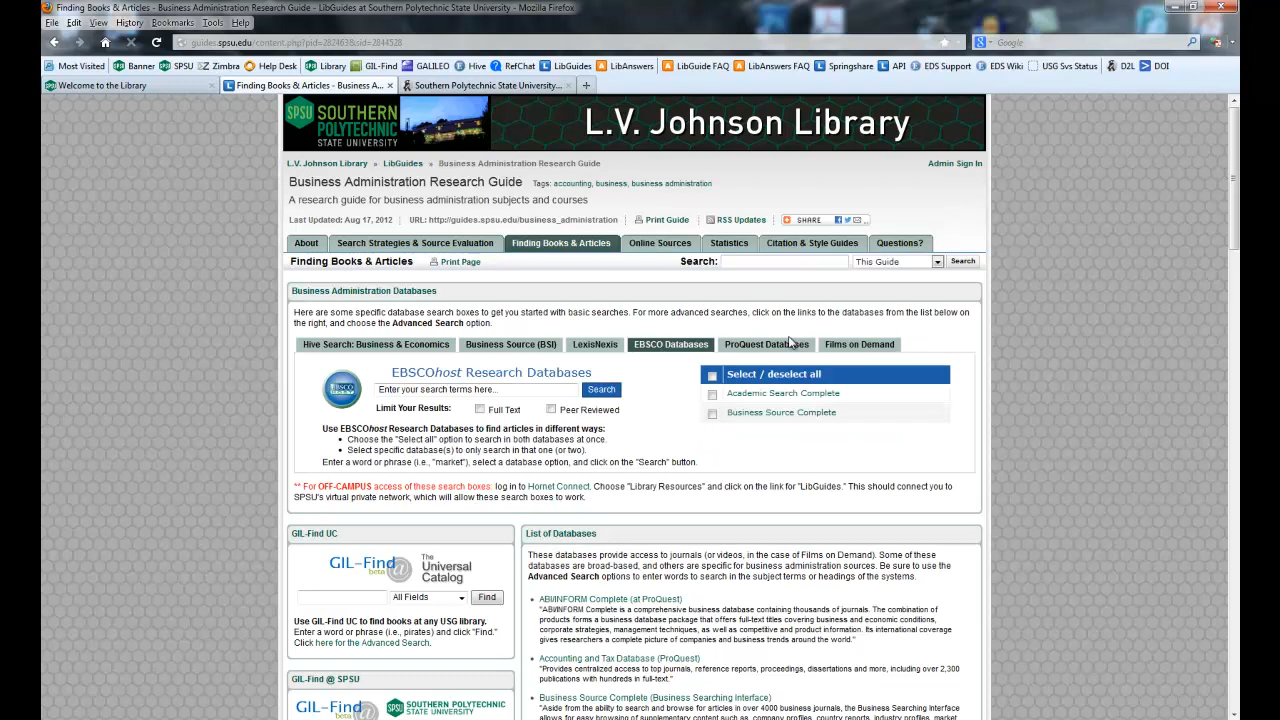 Finding Books & Articles - Business Administration Research Guide - LibGuides at Southern Polytechnic State University - Mozilla Firefox
File Edit View History Bookmarks Tools Help
guides.spsu.edu/content.php?pid=282463&sid=2844528
Google
Most Visited Banner SPSU Zimbra Help Desk Library GIL-Find GALILEO Hive RefChat LibGuides LibAnswers LibGuide FAQ LibAnswers FAQ Springshare API EDS Support EDS Wiki USG Svs Status D2L DOI
Welcome to the Library
Finding Books & Articles - Business A...
Southern Polytechnic State University...
SPSU SOUTHERN POLYTECHNIC STATE UNIVERSITY
L.V. Johnson Library
L.V. Johnson Library » LibGuides » Business Administration Research Guide
Admin Sign In
Business Administration Research Guide Tags: accounting, business, business administration
A research guide for business administration subjects and courses
Last Updated: Aug 17, 2012 URL: http://guides.spsu.edu/business_administration Print Guide RSS Updates SHARE
About Search Strategies & Source Evaluation Finding Books & Articles Online Sources Statistics Citation & Style Guides Questions?
Finding Books & Articles Print Page Search: This Guide Search
Business Administration Databases
Here are some specific database search boxes to get you started with basic searches. For more advanced searches, click on the links to the databases from the list below
on the right, and choose the Advanced Search option.
Hive Search: Business & Economics Business Source (BSI) LexisNexis EBSCO Databases ProQuest Databases Films on Demand
EBSCO HOST
EBSCOhost Research Databases
Enter your search terms here... Search
Limit Your Results: Full Text Peer Reviewed
Use EBSCOhost Research Databases to find articles in different ways:
• Choose the "Select all" option to search in both databases at once.
• Select specific database(s) to only search in that one (or two).
Enter a word or phrase (i.e., "market"), select a database option, and click on the "Search" button.
Select / deselect all
Academic Search Complete
Business Source Complete
** For OFF-CAMPUS access of these search boxes: log in to Hornet Connect. Choose "Library Resources" and click on the link for "LibGuides." This should connect you to
SPSU's virtual private network, which will allow these search boxes to work.
GIL-Find UC
GIL-Find@ beta
The Universal Catalog
All Fields Find
Use GIL-Find UC to find books at any USG library.
Enter a word or phrase (i.e., pirates) and click "Find."
Click here for the Advanced Search.
GIL-Find @ SPSU
GIL-Find@ beta
SPSU SOUTHERN POLYTECHNIC STATE UNIVERSITY
List of Databases
These databases provide access to journals (or videos, in the case of Films on Demand). Some of these
databases are broad-based, and others are specific for business administration sources. Be sure to use the
Advanced Search options to enter words to search in the subject terms or headings of the systems.
• ABI/INFORM Complete (at ProQuest)
"ABI/INFORM Complete is a comprehensive business database containing thousands of journals. The combination of
products forms a business database package that offers full-text titles covering business and economic conditions,
corporate strategies, management techniques, as well as competitive and product information. Its international coverage
gives researchers a complete picture of companies and business trends around the world."
• Accounting and Tax Database (ProQuest)
"Provides centralized access to top journals, reference reports, proceedings, dissertations and more, including over 2,300
publications with hundreds in full-text."
• Business Source Complete (Business Searching Interface)
"Aside from the ability to search and browse for articles in over 4000 business journals, the Business Searching Interface
allows for easy browsing of supplementary content such as, company profiles, country reports, industry profiles, market